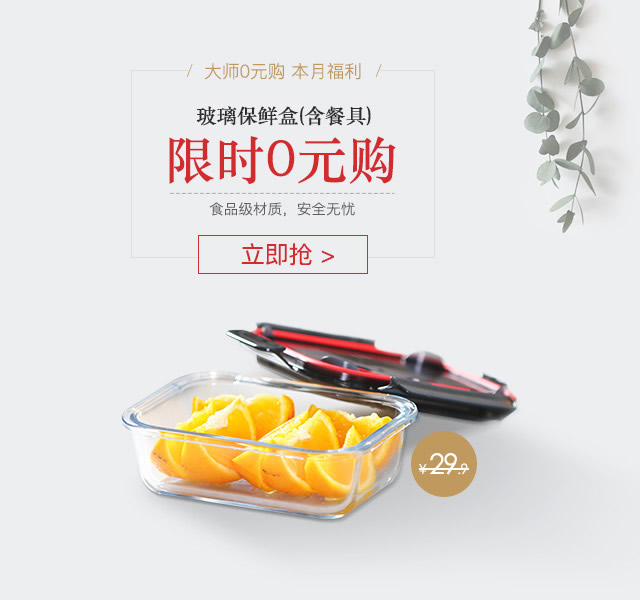 / 大师0元购 本月福利 /
玻璃保鲜盒(含餐具)
限时0元购
食品级材质，安全无忧
立即抢 >
¥29.9